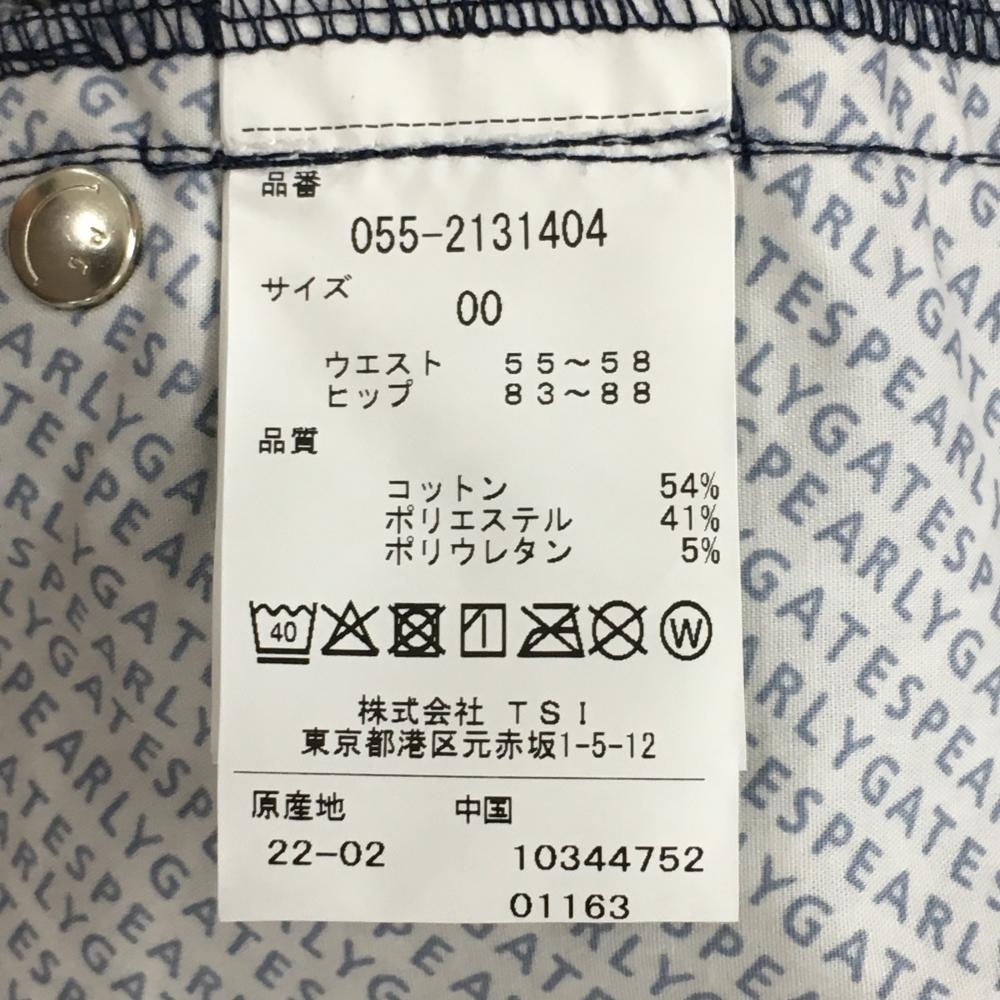 品番
055-2131404
サイズ
00
ウエスト 55～58
ヒップ 83～88
品質
コットン 54%
ポリエステル 41%
ポリウレタン 5%
40 W
株式会社 TSI
東京都港区元赤坂1-5-12
原産地 中国
22-02 10344752
01163
PEARLYGATES